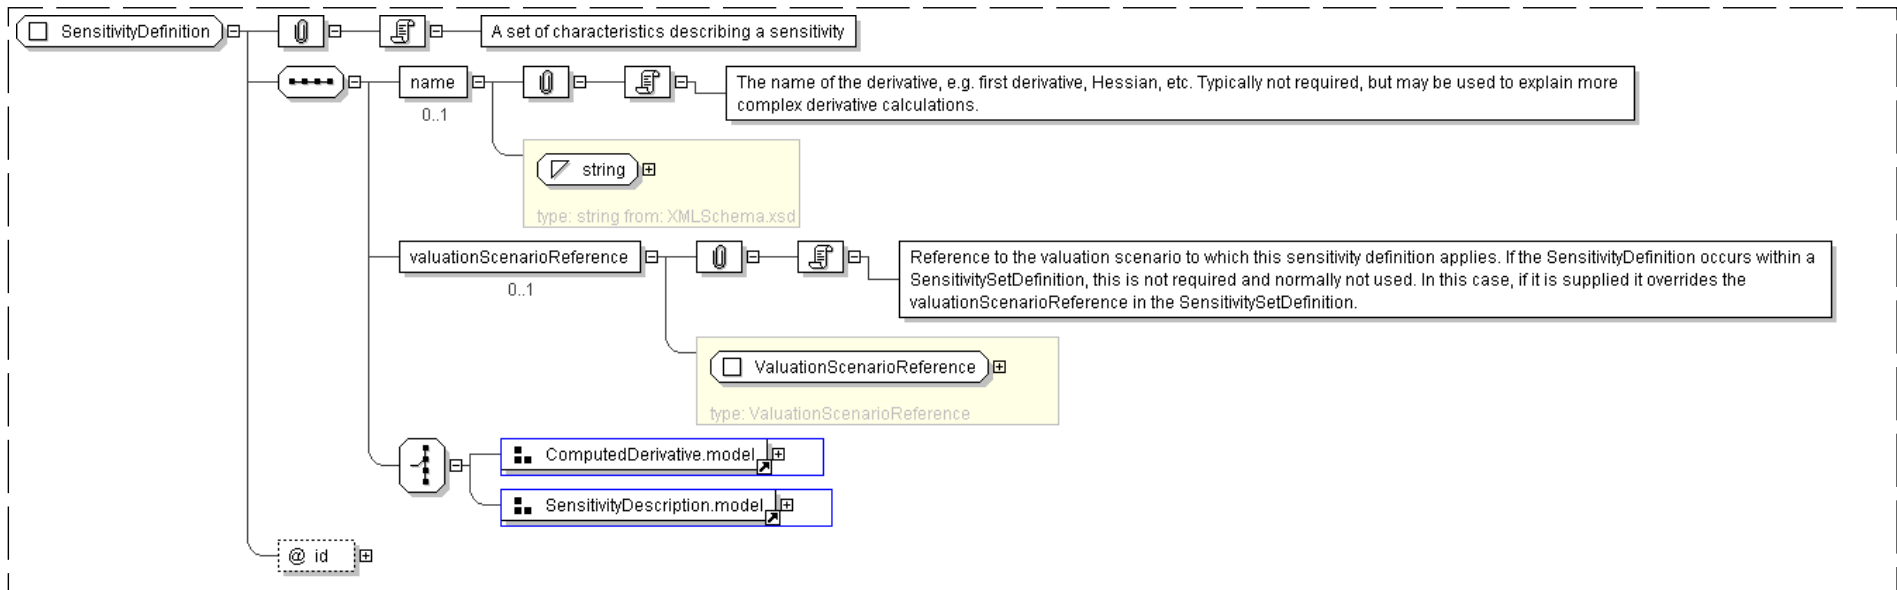 SensitivityDefinition
A set of characteristics describing a sensitivity
name
0..1
The name of the derivative, e.g. first derivative, Hessian, etc. Typically not required, but may be used to explain more
complex derivative calculations.
string
type: string from: XMLSchema.xsd
valuationScenarioReference
0..1
Reference to the valuation scenario to which this sensitivity definition applies. If the SensitivityDefinition occurs within a
SensitivitySetDefinition, this is not required and normally not used. In this case, if it is supplied it overrides the
valuationScenarioReference in the SensitivitySetDefinition.
ValuationScenarioReference
type: ValuationScenarioReference
ComputedDerivative.model
SensitivityDescription.model
@ id